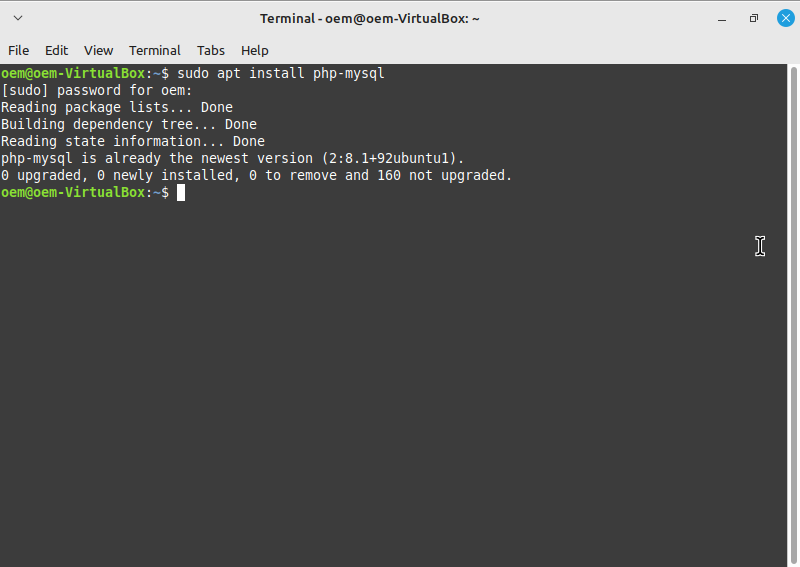 Terminal - oem@oem-VirtualBox: ~
File Edit View Terminal Tabs Help
oem@oem-VirtualBox:~$ sudo apt install php-mysql
[sudo] password for oem:
Reading package lists... Done
Building dependency tree... Done
Reading state information... Done
php-mysql is already the newest version (2:8.1+92ubuntu1).
0 upgraded, 0 newly installed, 0 to remove and 160 not upgraded.
oem@oem-VirtualBox:~$